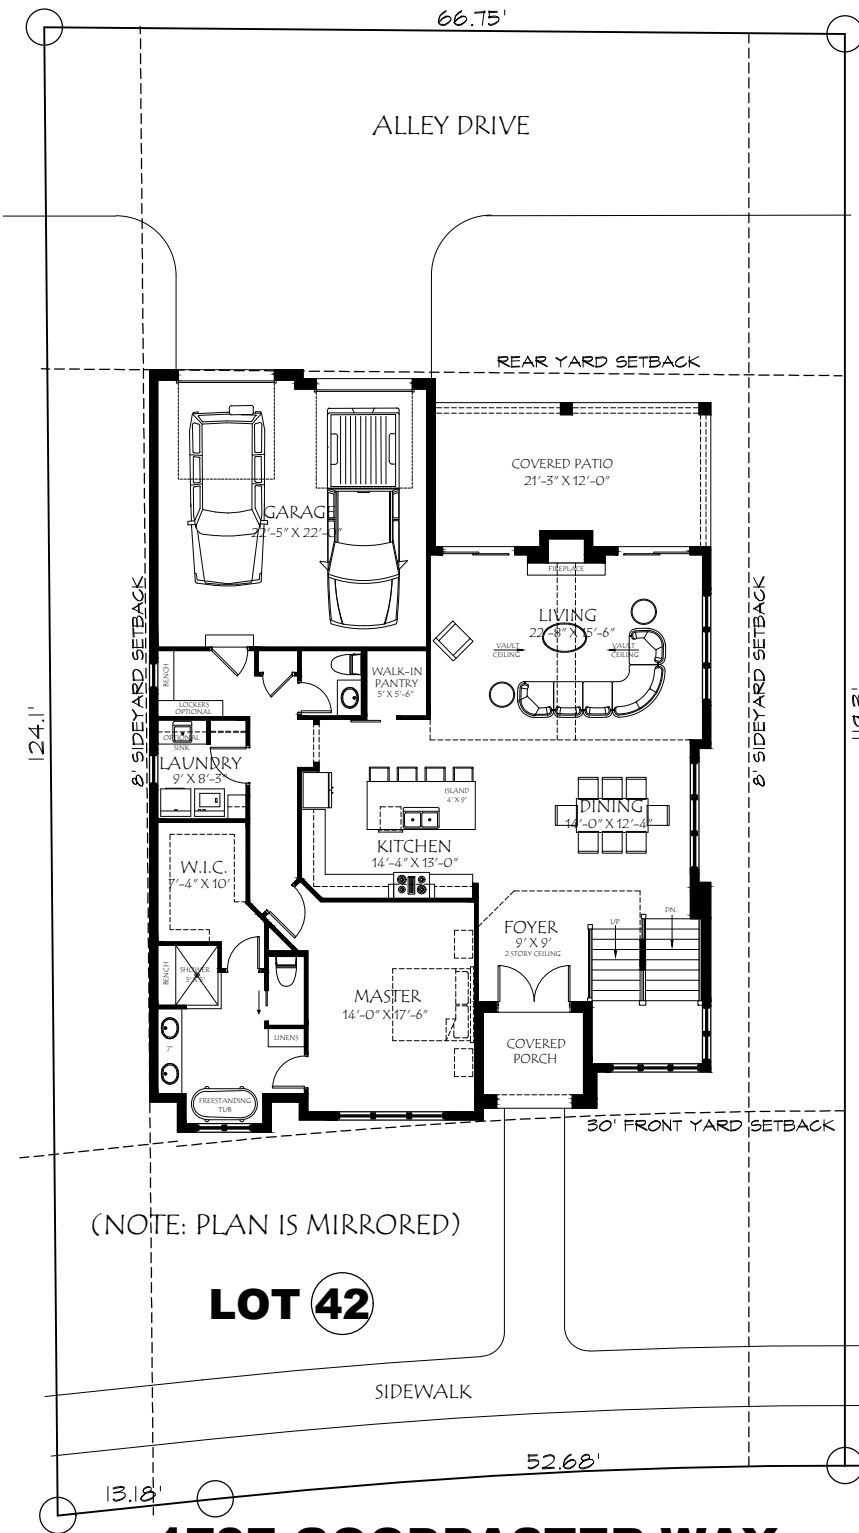 66.75'
ALLEY DRIVE
REAR YARD SETBACK
COVERED PATIO
21'-3" X 12'-0"
GARAGE
22'-5" X 22'-0"
FIREPLACE
LIVING
22'-8" X 15'-6"
VAULT
CEILING
VAULT
CEILING
8' SIDEYARD SETBACK
8' SIDEYARD SETBACK
124.1'
BENCH
LOCKERS
OPTIONAL
WALK-IN
PANTRY
5' X 5'-6"
OPTIONAL
SINK
LAUNDRY
9' X 8'-3"
ISLAND
4' X 9'
KITCHEN
14'-4" X 13'-0"
DINING
14'-0" X 12'-4"
W.I.C.
7'-4" X 10'
FOYER
9' X 9'
2 STORY CEILING
UP
DN.
BENCH
SHOWER
MASTER
14'-0" X 17'-6"
LINENS
7'
COVERED
PORCH
FREESTANDING
TUB
30' FRONT YARD SETBACK
(NOTE: PLAN IS MIRRORED)
LOT 42
SIDEWALK
52.68'
13.18'